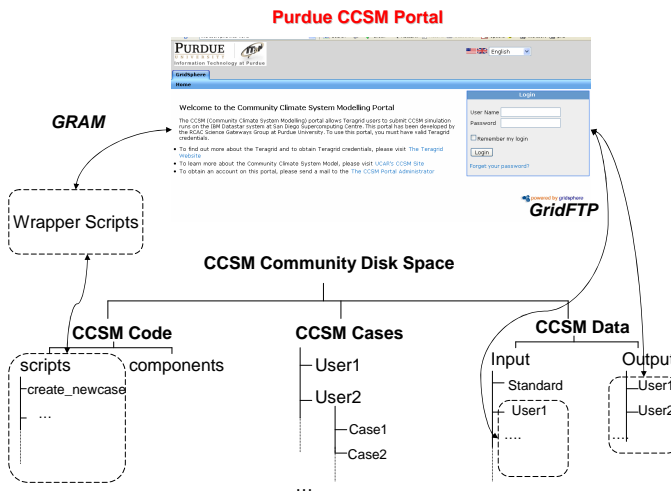 Purdue CCSM Portal
PURDUE
UNIVERSITY
Information Technology at Purdue
English
GridSphere
Home
Welcome to the Community Climate System Modelling Portal
The CCSM (Community Climate System Modelling) portal allows Teragrid users to submit CCSM simulation
runs on the IBM Datastar system at San Diego Supercomputing Centre. This portal has been developed by
the RCAC Science Gateways Group at Purdue University. To use this portal, you must have valid Teragrid
credentials.
• To find out more about the Teragrid and to obtain Teragrid credentials, please visit The Teragrid
Website
• To learn more about the Community Climate System Model, please visit UCAR's CCSM Site
• To obtain an account on this portal, please send a mail to the The CCSM Portal Administrator
Login
User Name
Password
Remember my login
Login
Forget your password?
powered by gridsphere
GRAM
GridFTP
Wrapper Scripts
CCSM Community Disk Space
CCSM Code
CCSM Cases
CCSM Data
scripts
components
create_newcase
...
User1
User2
Case1
Case2
...
Input
Output
Standard
User1
....
User1
User2
....